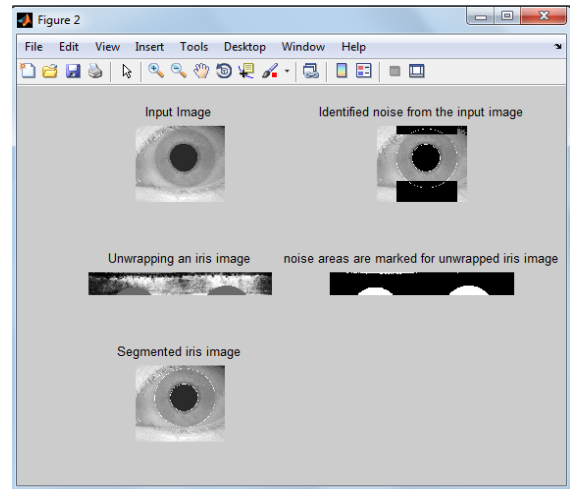 Figure 2
File Edit View Insert Tools Desktop Window Help
Input Image
Identified noise from the input image
Unwrapping an iris image
noise areas are marked for unwrapped iris image
Segmented iris image